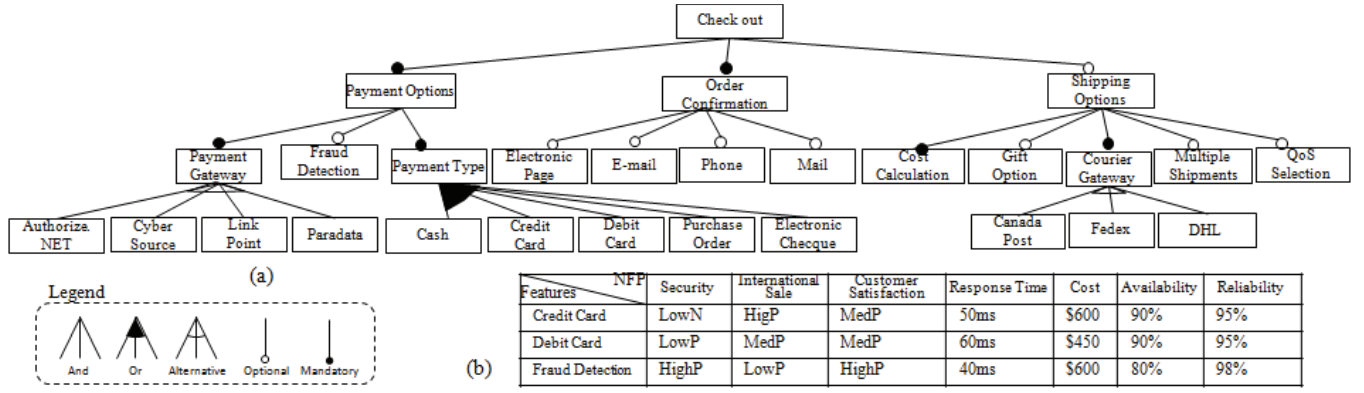 Check out
Payment Options
Order
Confirmation
Shipping
Options
Payment
Gateway
Fraud
Detection
Payment Type
Electronic
Page
E-mail
Phone
Mail
Cost
Calculation
Gift
Option
Courier
Gateway
Multiple
Shipments
QoS
Selection
Authorize.
NET
Cyber
Source
Link
Point
Paradata
Cash
Credit
Card
Debit
Card
Purchase
Order
Electronic
Checque
Canada
Post
Fedex
DHL
(a)
Legend
And
Or
Alternative
Optional
Mandatory
(b)
NFP
Features
Security
International
Sale
Customer
Satisfaction
Response Time
Cost
Availability
Reliability
Credit Card LowN HigP MedP 50ms $600 90% 95%
Debit Card LowP MedP MedP 60ms $450 90% 95%
Fraud Detection HighP LowP HighP 40ms $600 80% 98%